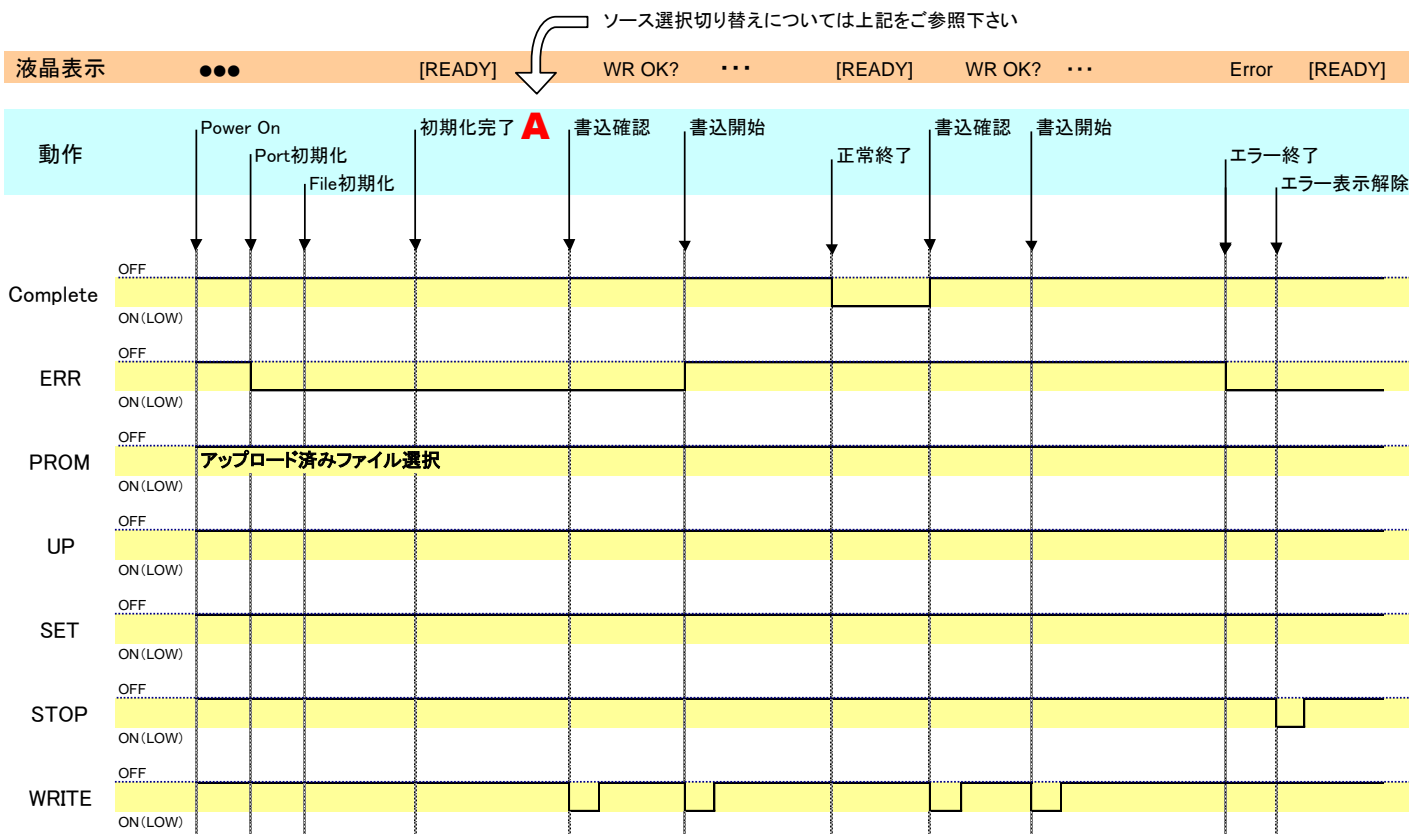 ソース選択切り替えについては上記をご参照下さい
液晶表示 ●●● [READY] WR OK? ・・・ [READY] WR OK? ・・・ Error [READY]
動作
Power On
Port初期化
File初期化
初期化完了 A
書込確認
書込開始
正常終了
書込確認
書込開始
エラー終了
エラー表示解除
OFF
Complete
ON(LOW)
OFF
ERR
ON(LOW)
OFF
PROM アップロード済みファイル選択
ON(LOW)
OFF
UP
ON(LOW)
OFF
SET
ON(LOW)
OFF
STOP
ON(LOW)
OFF
WRITE
ON(LOW)